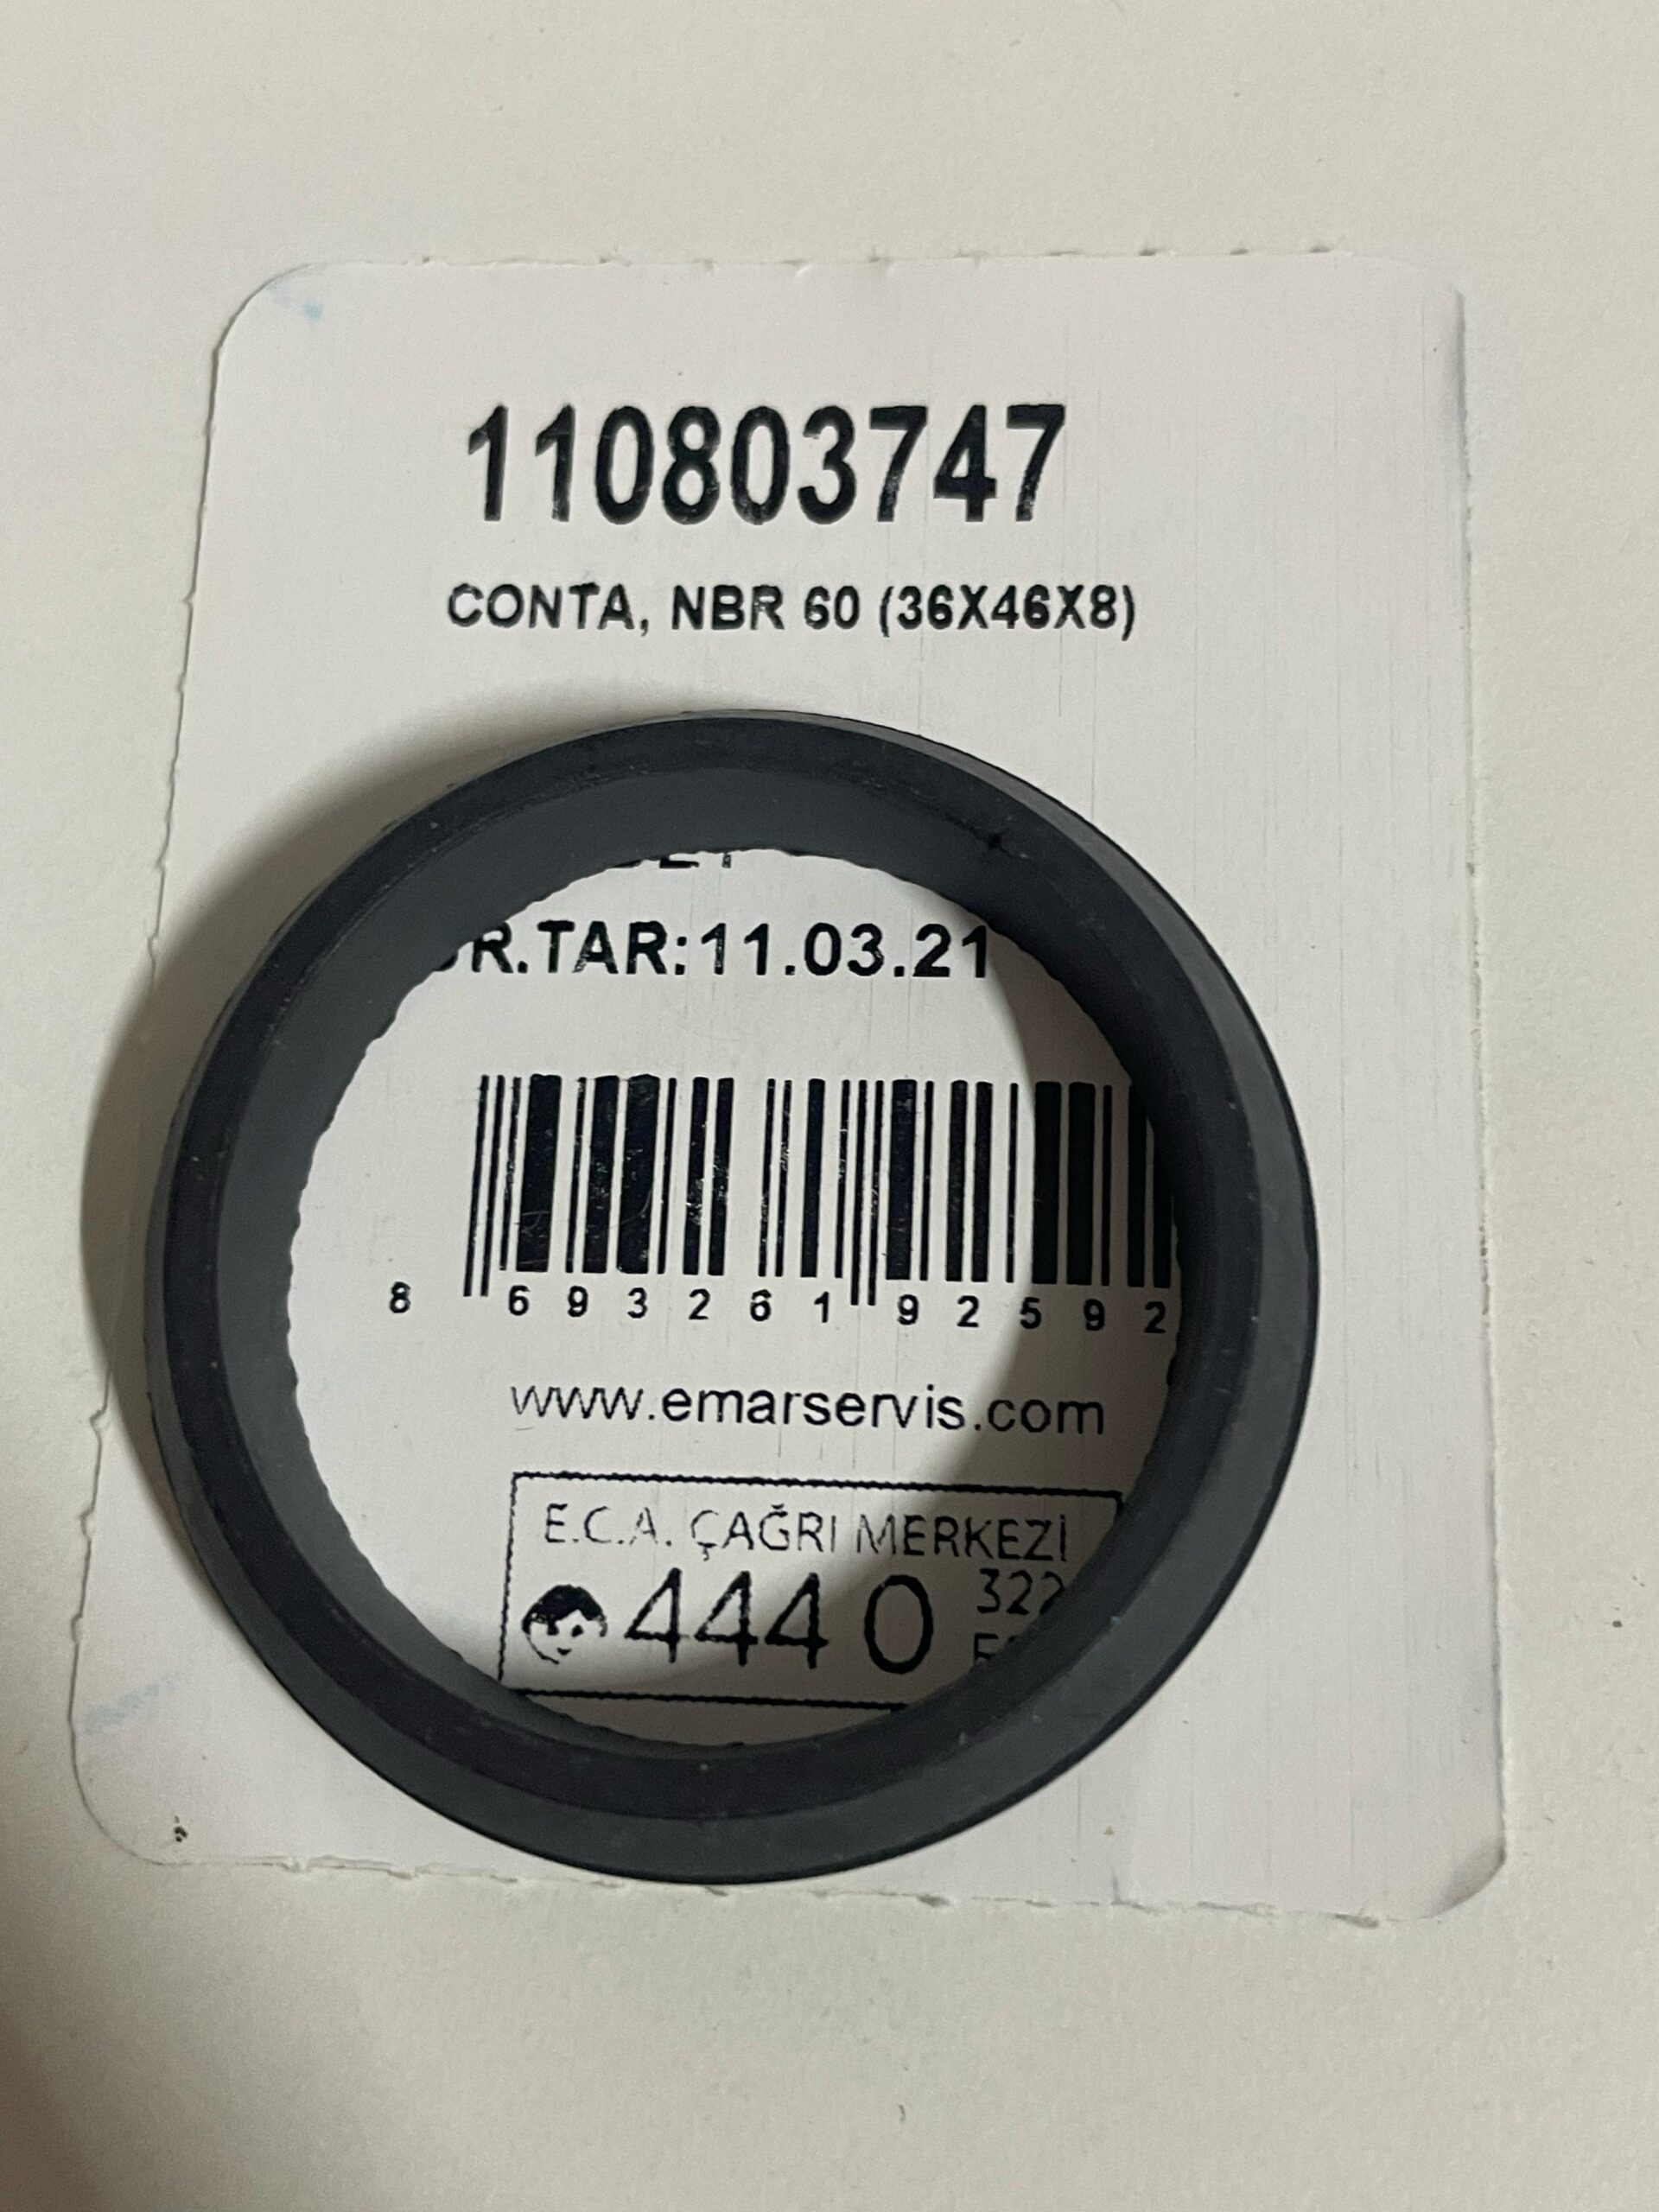 110803747
CONTA, NBR 60 (36X46X8)
R.TAR:11.03.21
8 693261 92592
www.emarservis.com
E.C.A. ÇAĞRI MERKEZİ
444 0 322